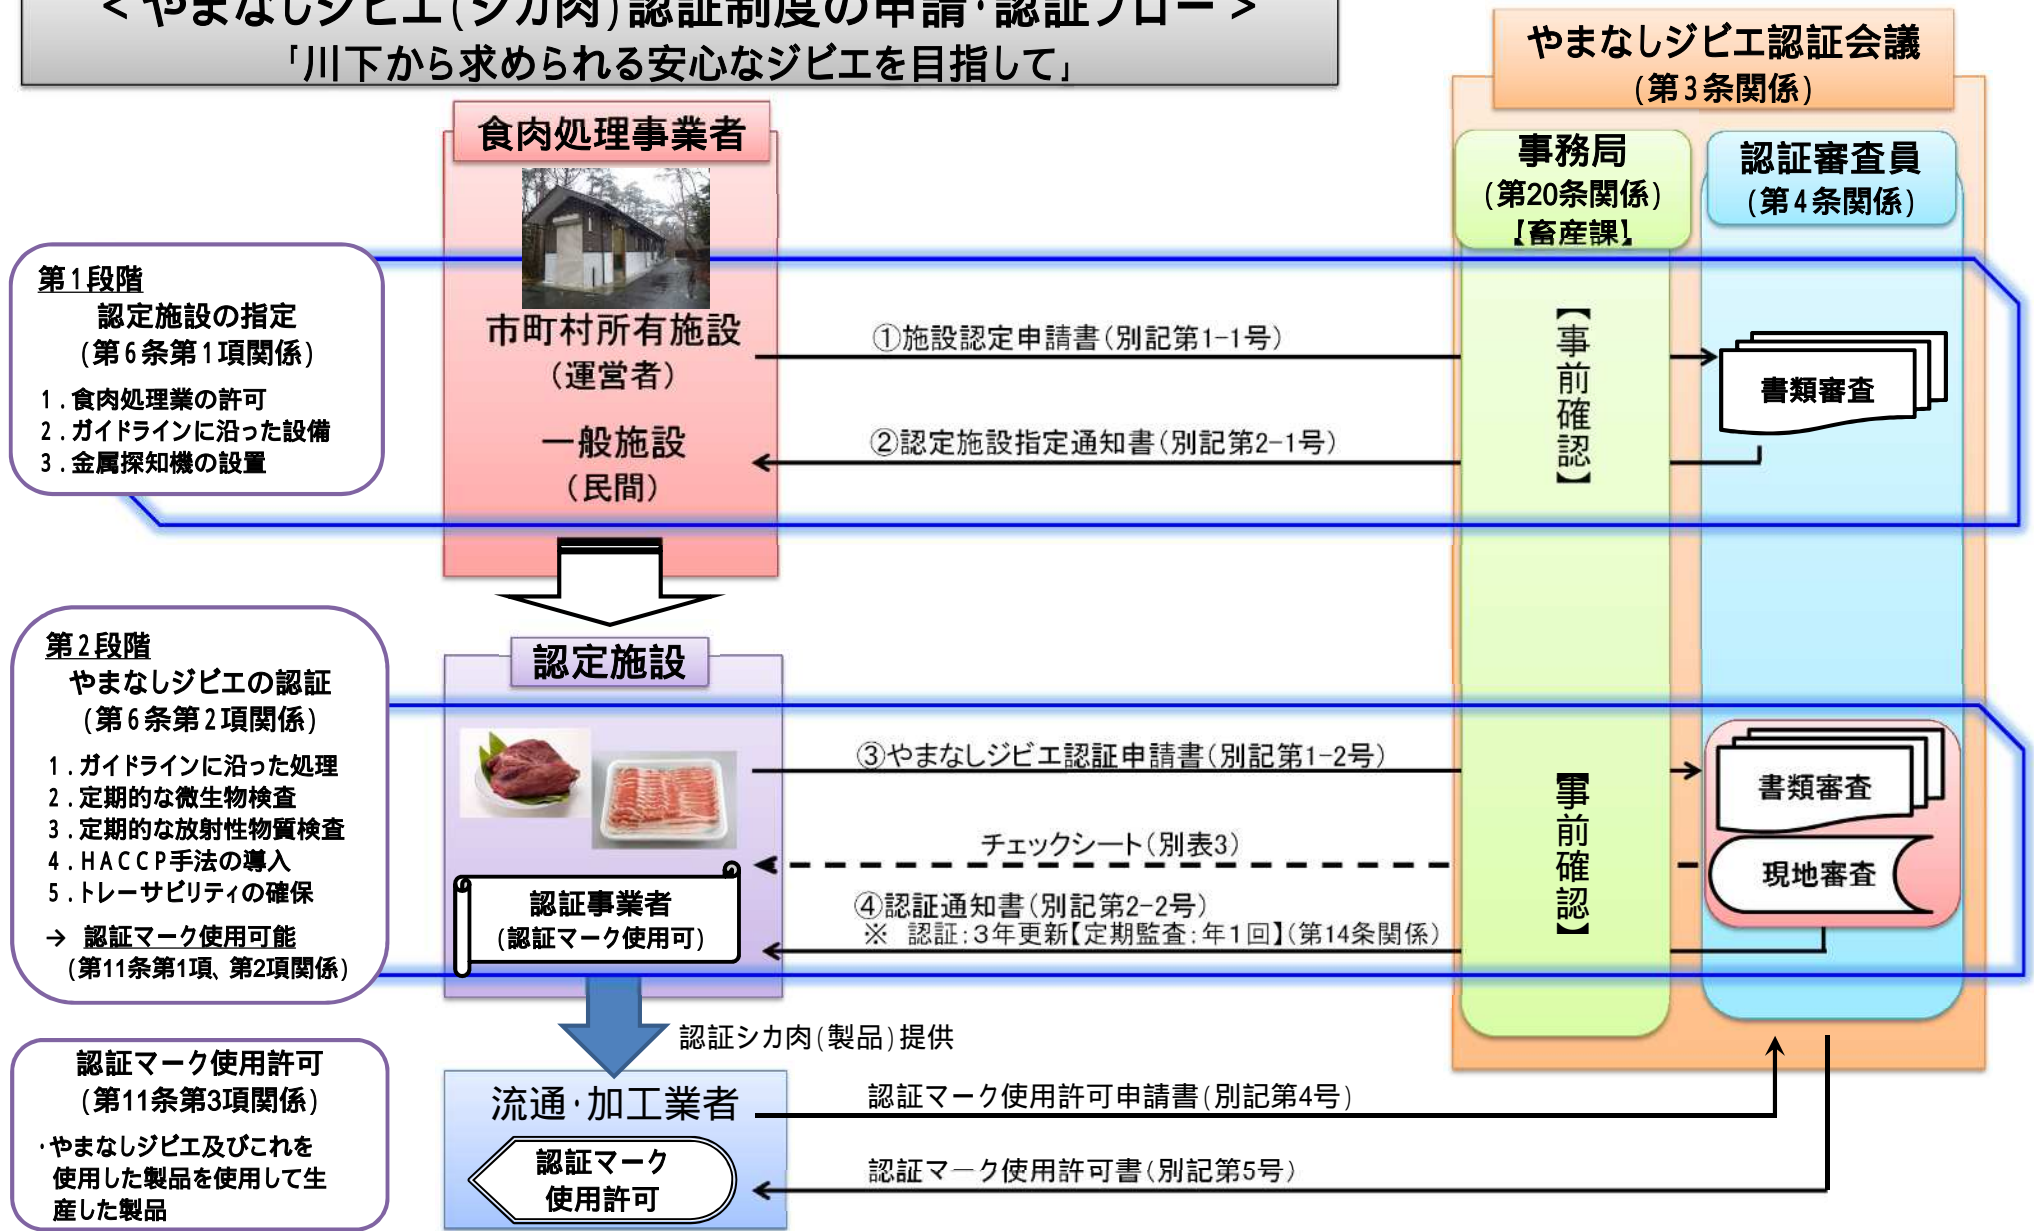 <やまなしジビエ(シカ肉)認証制度の申請・認証フロー>
「川下から求められる安心なジビエを目指して」
やまなしジビエ認証会議
(第3条関係)
食肉処理事業者
事務局
(第20条関係)
【畜産課】
認証審査員
(第4条関係)
第1段階
認定施設の指定
(第6条第1項関係)
1.食肉処理業の許可
2.ガイドラインに沿った設備
3.金属探知機の設置
市町村所有施設
(運営者)
一般施設
(民間)
①施設認定申請書(別記第1-1号)
②認定施設指定通知書(別記第2-1号)
【事前確認】
書類審査
第2段階
やまなしジビエの認証
(第6条第2項関係)
1.ガイドラインに沿った処理
2.定期的な微生物検査
3.定期的な放射性物質検査
4.HACCP手法の導入
5.トレーサビリティの確保
→ 認証マーク使用可能
(第11条第1項、第2項関係)
認定施設
認証事業者
(認証マーク使用可)
③やまなしジビエ認証申請書(別記第1-2号)
チェックシート(別表3)
④認証通知書(別記第2-2号)
※ 認証:3年更新【定期監査:年1回】(第14条関係)
【事前確認】
書類審査
現地審査
認証シカ肉(製品)提供
認証マーク使用許可
(第11条第3項関係)
・やまなしジビエ及びこれを
使用した製品を使用して生
産した製品
流通・加工業者
認証マーク
使用許可
認証マーク使用許可申請書(別記第4号)
認証マーク使用許可書(別記第5号)